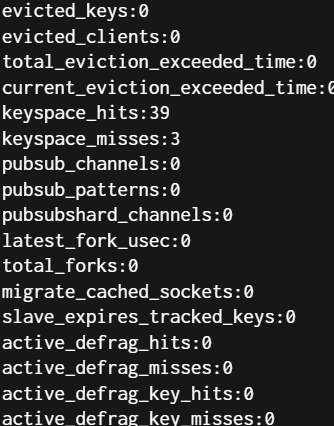 evicted_keys:0
evicted_clients:0
total_eviction_exceeded_time:0
current_eviction_exceeded_time:0
keyspace_hits:39
keyspace_misses:3
pubsub_channels:0
pubsub_patterns:0
pubsubshard_channels:0
latest_fork_usec:0
total_forks:0
migrate_cached_sockets:0
slave_expires_tracked_keys:0
active_defrag_hits:0
active_defrag_misses:0
active_defrag_key_hits:0
active_defrag_key_misses:0